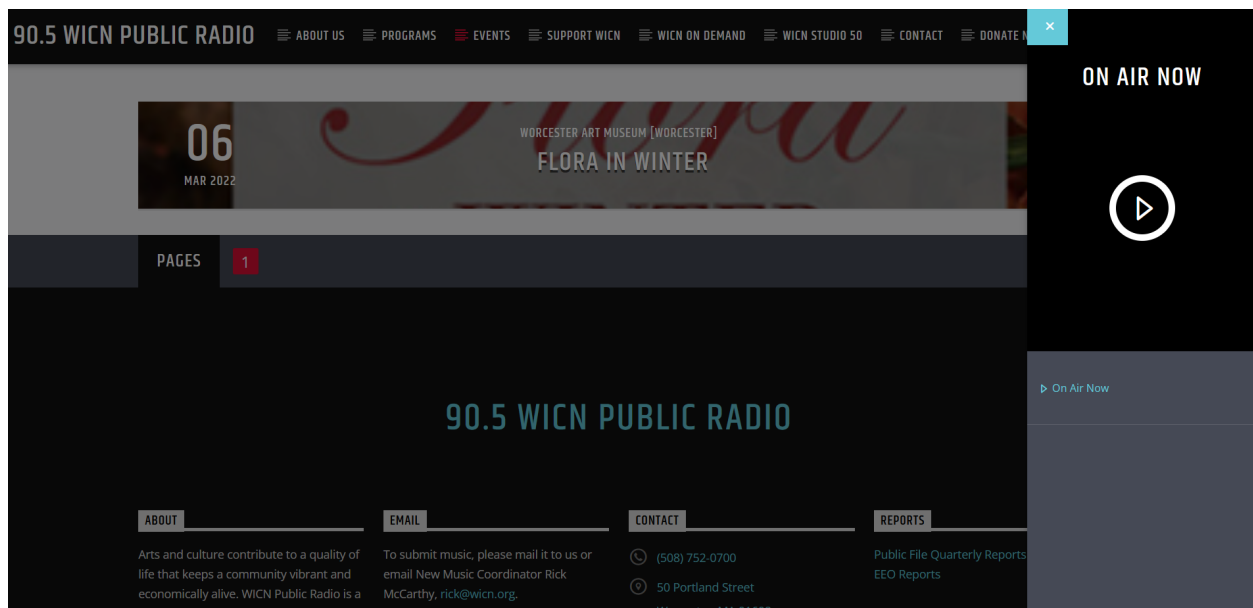 90.5 WICN PUBLIC RADIO
ABOUT US
PROGRAMS
EVENTS
SUPPORT WICN
WICN ON DEMAND
WICN STUDIO 50
CONTACT
DONATE N
×
ON AIR NOW
06
MAR 2022
Flora
WORCESTER ART MUSEUM [WORCESTER]
FLORA IN WINTER
PAGES
1
On Air Now
90.5 WICN PUBLIC RADIO
ABOUT
Arts and culture contribute to a quality of
life that keeps a community vibrant and
economically alive. WICN Public Radio is a
EMAIL
To submit music, please mail it to us or
email New Music Coordinator Rick
McCarthy, rick@wicn.org.
CONTACT
(508) 752-0700
50 Portland Street
REPORTS
Public File Quarterly Reports
EEO Reports